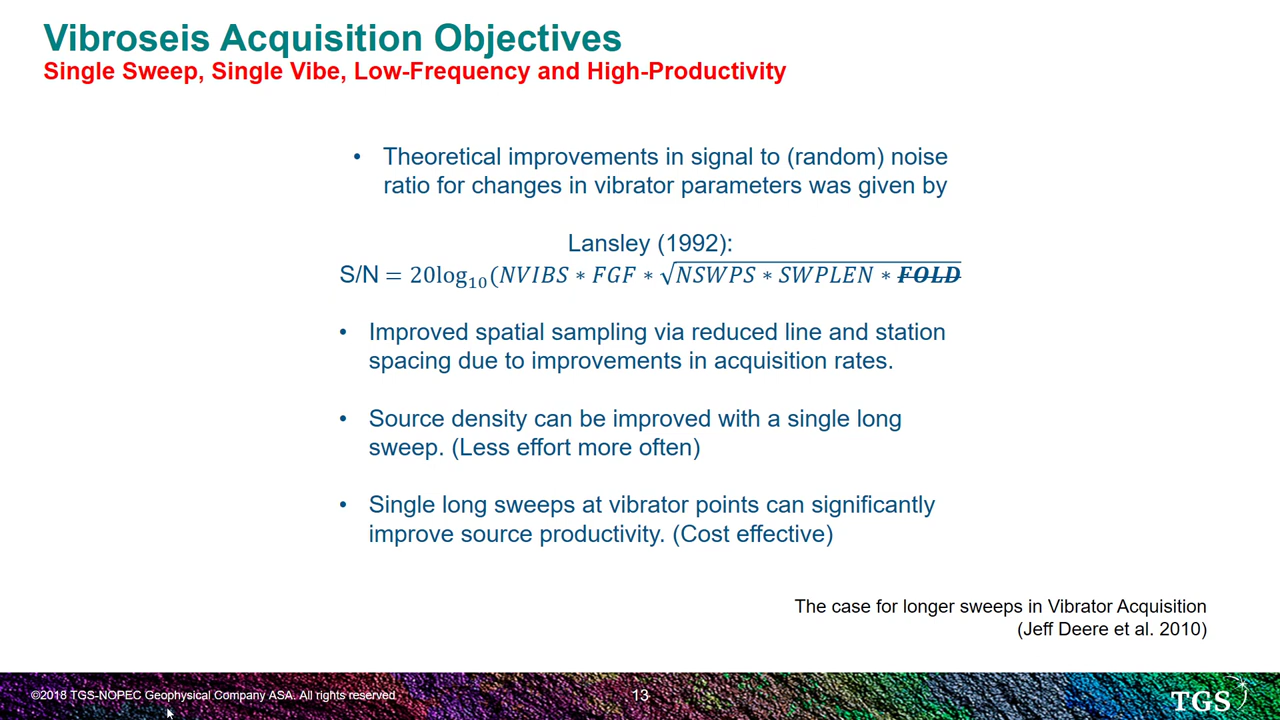 Vibroseis Acquisition Objectives
Single Sweep, Single Vibe, Low-Frequency and High-Productivity
• Theoretical improvements in signal to (random) noise
ratio for changes in vibrator parameters was given by
Lansley (1992):
S/N = 20log₁₀(NVIBS ∗ FGF ∗ √NSWPS ∗ SWPLEN ∗ FOLD
• Improved spatial sampling via reduced line and station
spacing due to improvements in acquisition rates.
• Source density can be improved with a single long
sweep. (Less effort more often)
• Single long sweeps at vibrator points can significantly
improve source productivity. (Cost effective)
The case for longer sweeps in Vibrator Acquisition
(Jeff Deere et al. 2010)
©2018 TGS-NOPEC Geophysical Company ASA. All rights reserved
13
TGS